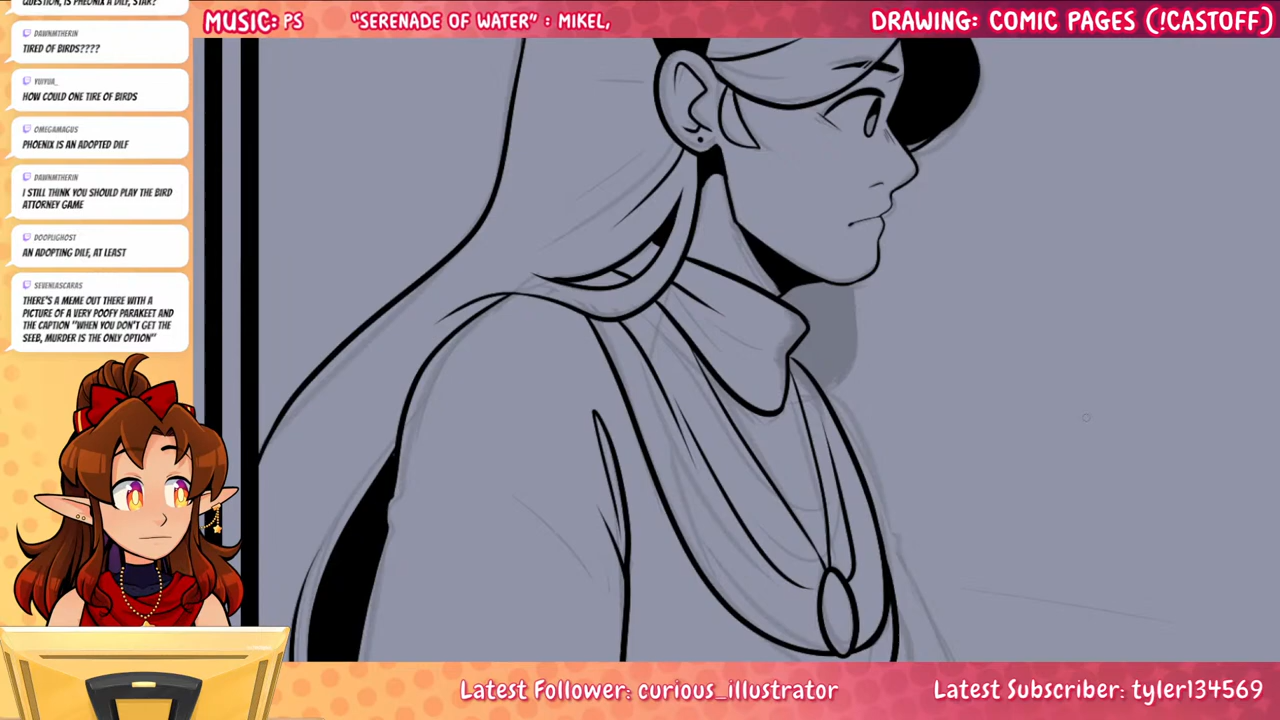 MUSIC: PS "SERENADE OF WATER" : MIKEL,
DRAWING: COMIC PAGES (!CASTOFF)
QUESTION, IS PHEONIX A DILF, STAR?
DAWNMTHERIN
TIRED OF BIRDS????
YUIYUA_
HOW COULD ONE TIRE OF BIRDS
OMEGAMAGUS
PHOENIX IS AN ADOPTED DILF
DAWNMTHERIN
I STILL THINK YOU SHOULD PLAY THE BIRD
ATTORNEY GAME
DOOPLIGHOST
AN ADOPTING DILF, AT LEAST
SEVENLASCARAS
THERE'S A MEME OUT THERE WITH A
PICTURE OF A VERY POOFY PARAKEET AND
THE CAPTION "WHEN YOU DON'T GET THE
SEEB, MURDER IS THE ONLY OPTION"
Latest Follower: curious_illustrator
Latest Subscriber: tyler134569